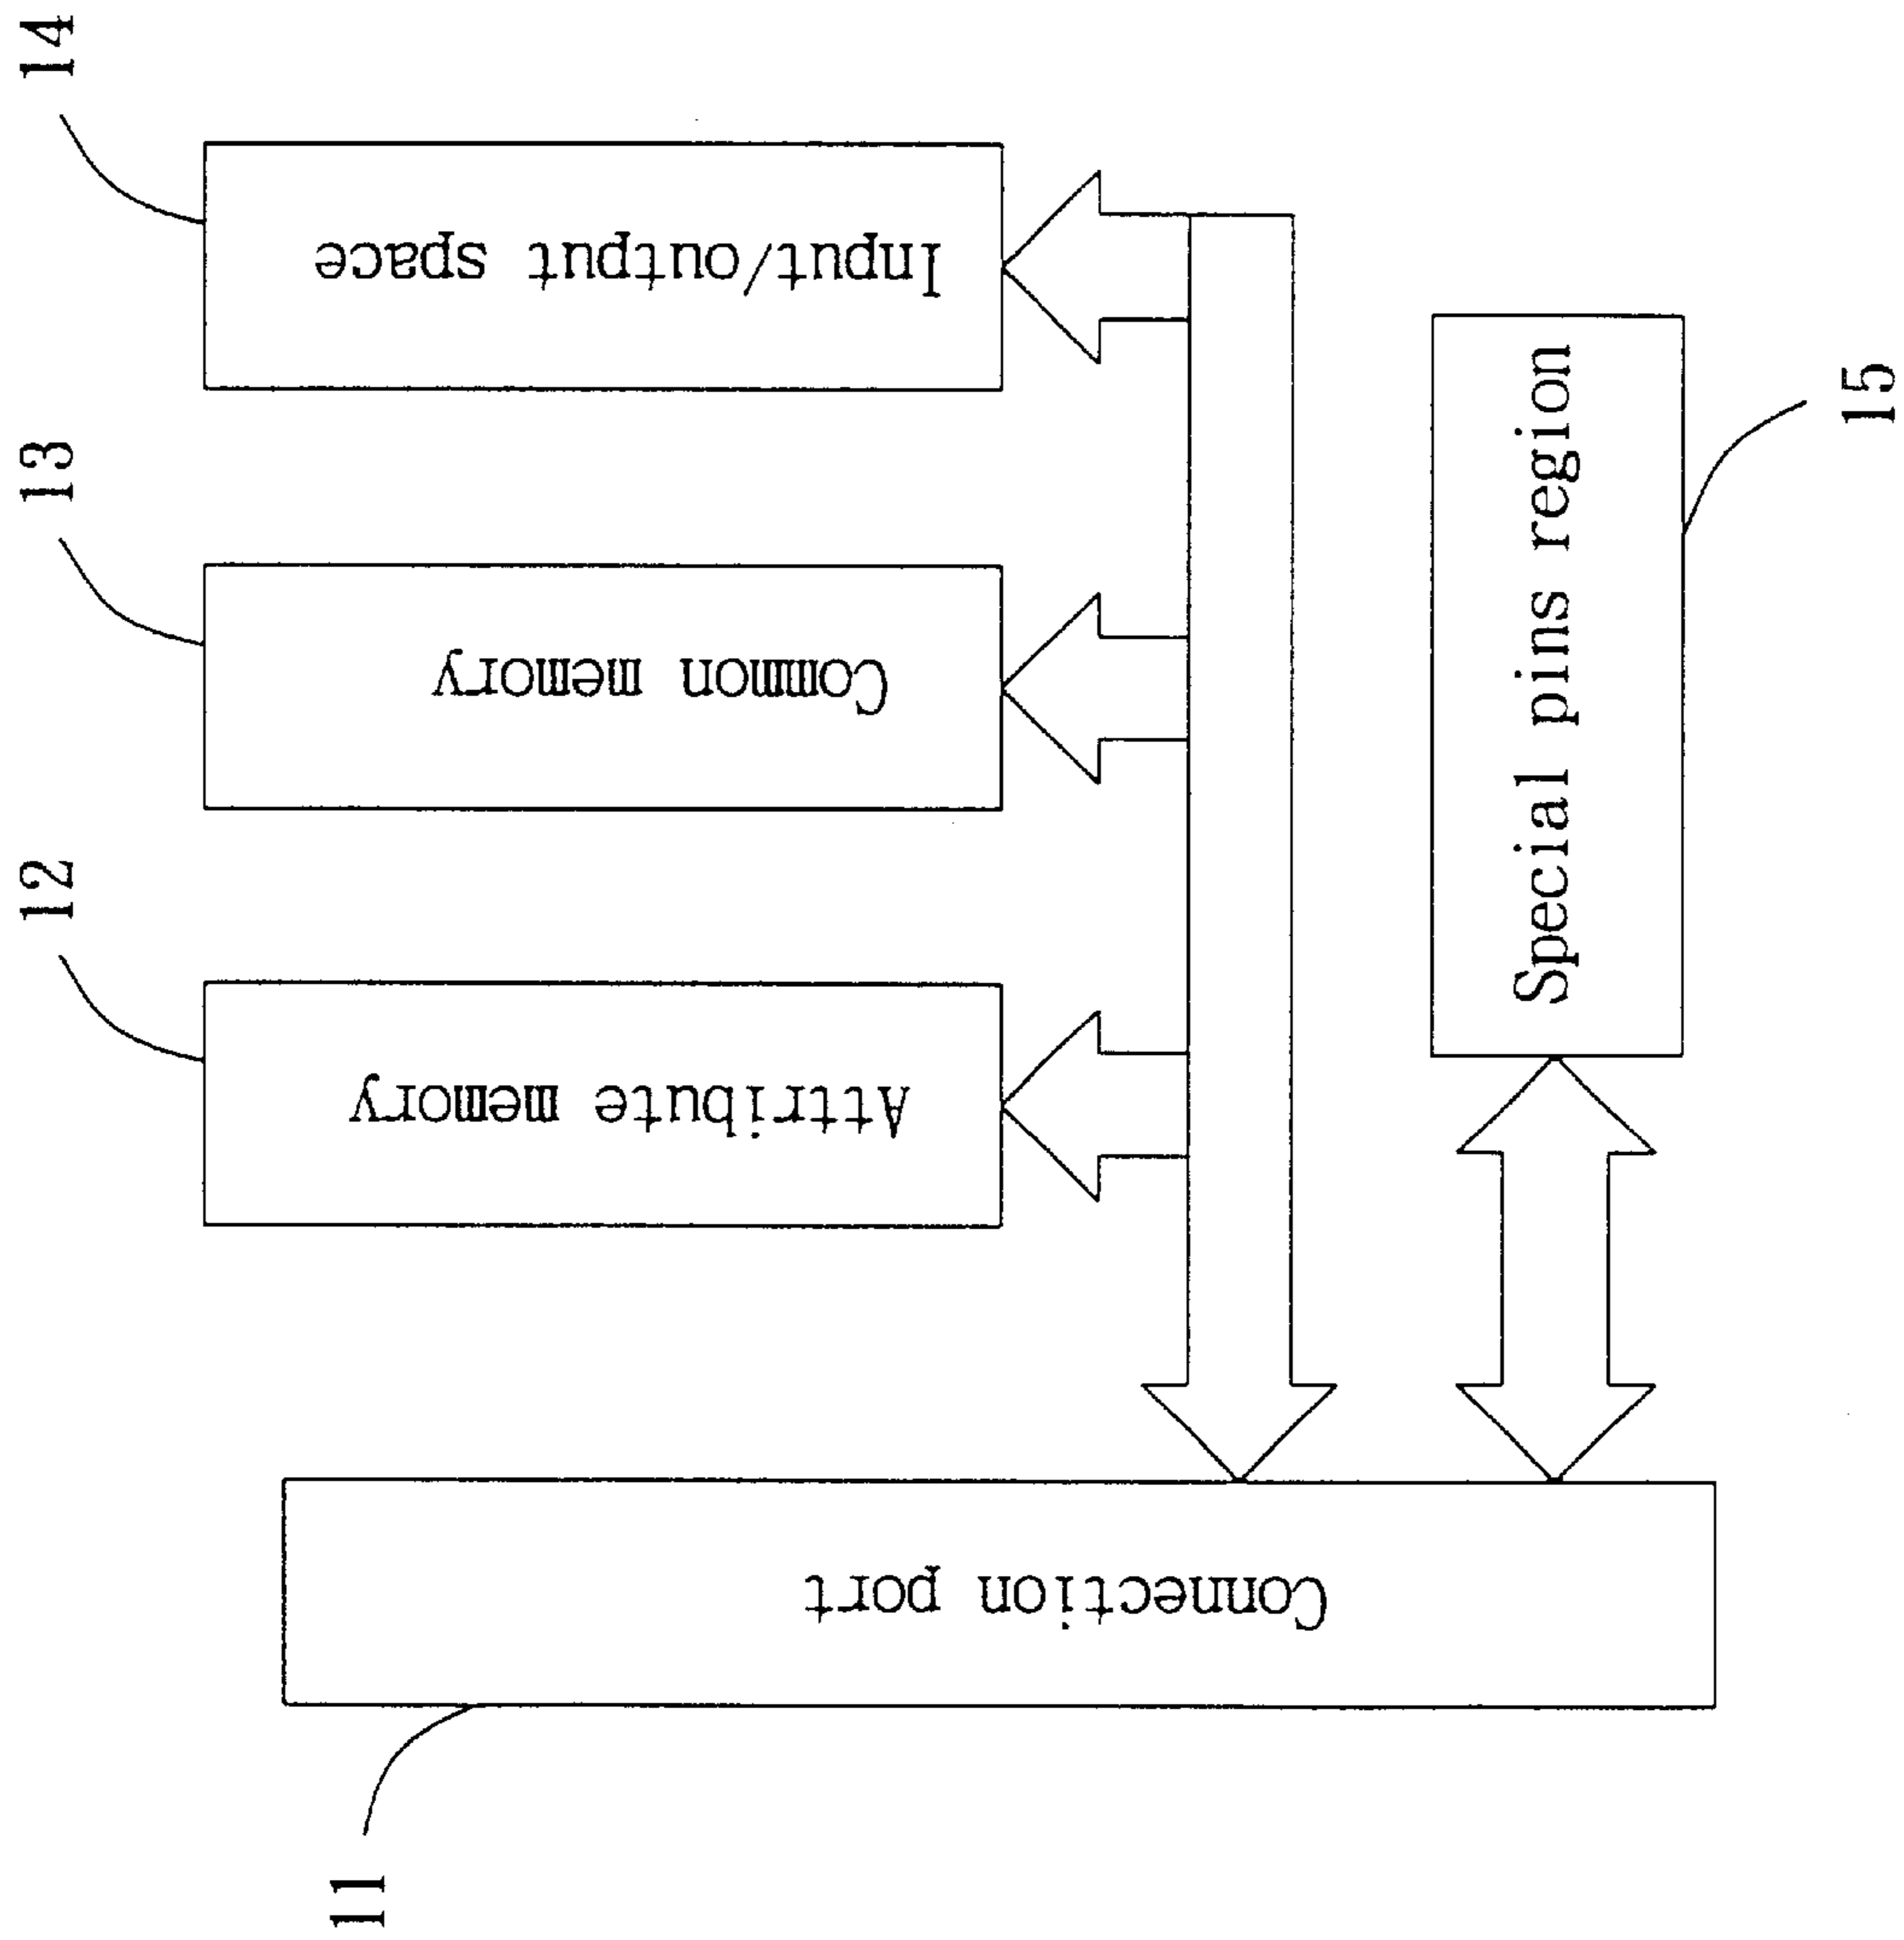 11
Connection port
12
Attribute memory
13
Common memory
14
Input/output space
Special pins region
15